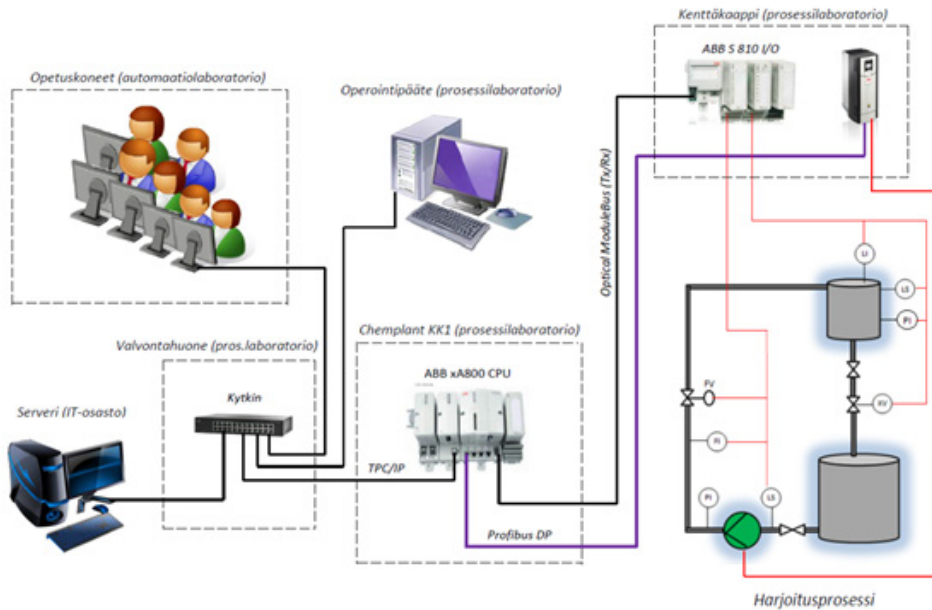 Kenttäkaappi (prosessilaboratorio)
ABB S 810 I/O
Opetuskoneet (automaatiolaboratorio)
Operointipääte (prosessilaboratorio)
Optical ModuleBus (Tx/Rx)
LI
LS
PI
Chemplant KK1 (prosessilaboratorio)
Valvontahuone (pros.laboratorio)
ABB xA800 CPU
Kytkin
FV
XV
Serveri (IT-osasto)
FI
TPC/IP
PI
LS
Profibus DP
Harjoitusprosessi